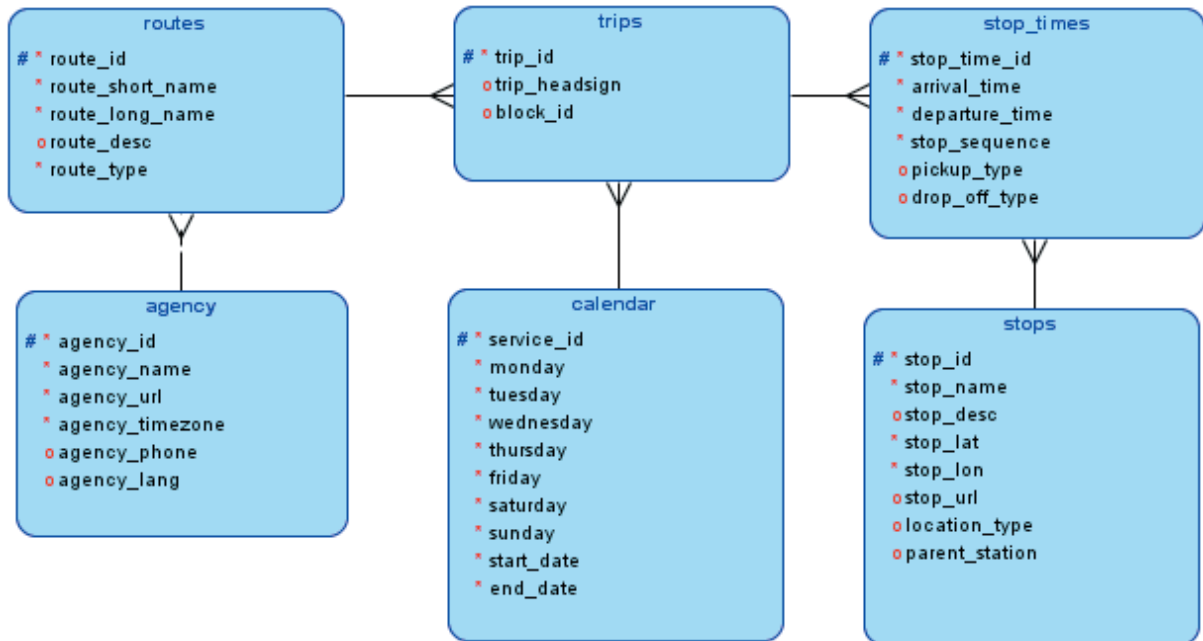 routes
# * route_id
* route_short_name
* route_long_name
o route_desc
* route_type
trips
# * trip_id
o trip_headsign
o block_id
stop_times
# * stop_time_id
* arrival_time
* departure_time
* stop_sequence
o pickup_type
o drop_off_type
agency
# * agency_id
* agency_name
* agency_url
* agency_timezone
o agency_phone
o agency_lang
calendar
# * service_id
* monday
* tuesday
* wednesday
* thursday
* friday
* saturday
* sunday
* start_date
* end_date
stops
# * stop_id
* stop_name
o stop_desc
* stop_lat
* stop_lon
o stop_url
o location_type
o parent_station